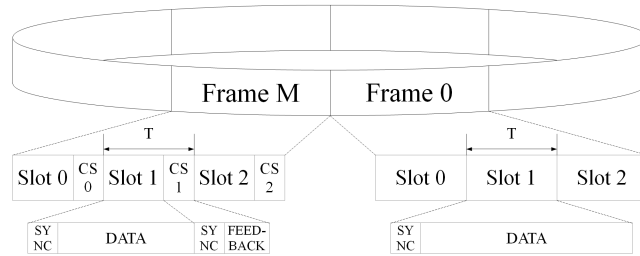 Frame M
Frame 0
T
T
Slot 0
CS
0
Slot 1
CS
1
Slot 2
CS
2
Slot 0
Slot 1
Slot 2
SY
NC
DATA
SY
NC
FEED-
BACK
SY
NC
DATA